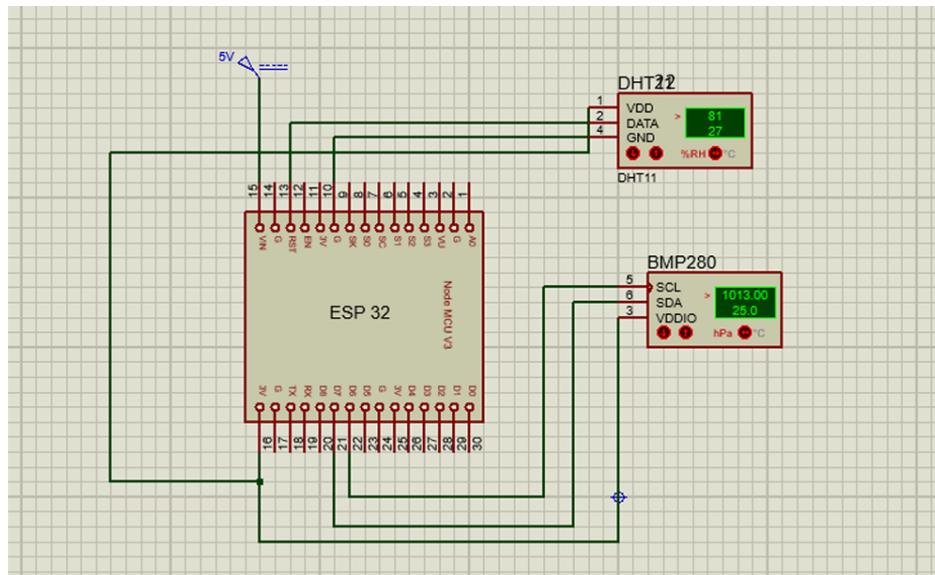 5V
DHT22
1 VDD
2 DATA
4 GND
> 81
27
%RH °C
DHT11
15 14 13 12 11 10 9 8 7 6 5 4 3 2 1
VIN G RST EN 3V G SK S0 SC S1 S2 S3 VU G A0
ESP 32
Node MCU V3
3V G TX RX D8 D7 D6 D5 G 3V D4 D3 D2 D1 D0
16 17 18 19 20 21 22 23 24 25 26 27 28 29 30
BMP280
5 SCL
6 SDA
3 VDDIO
> 1013.00
25.0
hPa °C